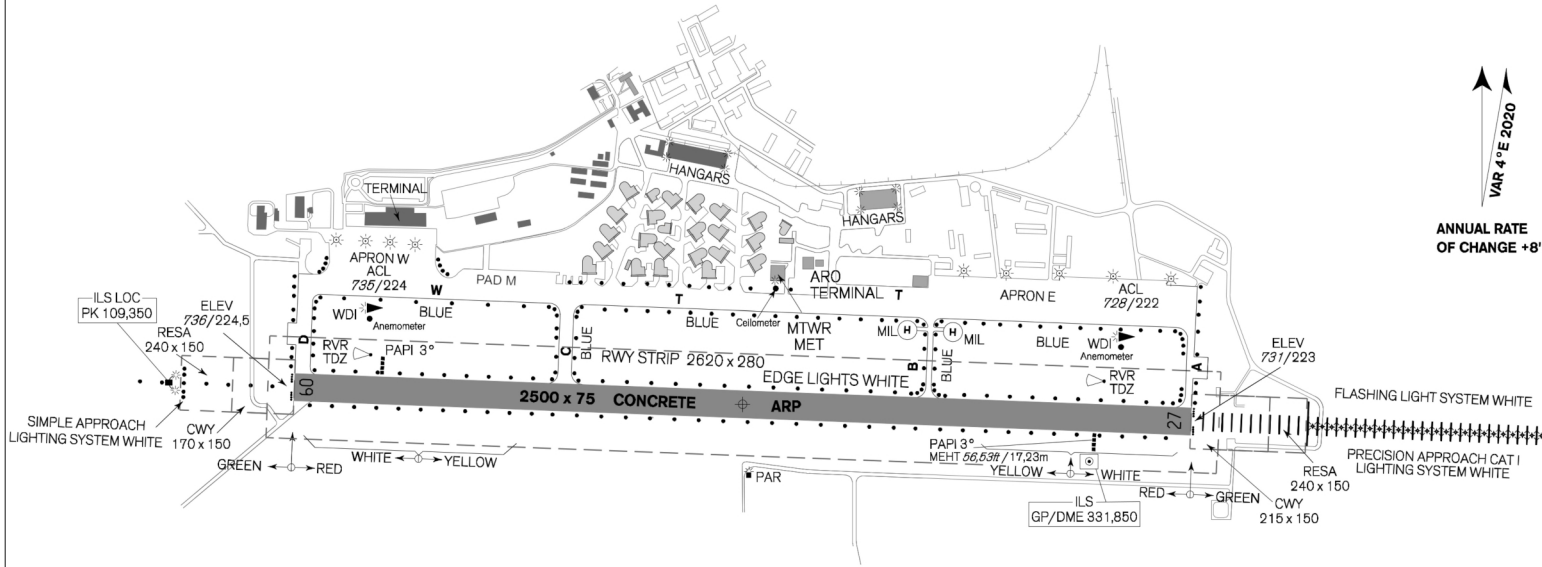 VAR 4°E 2020
ANNUAL RATE
OF CHANGE +8'
HANGARS
HANGARS
TERMINAL
APRON W
ACL
735/224
PAD M
W
ARO
TERMINAL
T
T
APRON E
ACL
728/222
ILS LOC
PK 109,350
ELEV
736/224,5
RESA
240 x 150
WDI
Anemometer
BLUE
BLUE
Ceilometer
MTWR
MET
MIL
H
H
MIL
BLUE
WDI
Anemometer
ELEV
731/223
D
RVR
TDZ
PAPI 3°
C
BLUE
RWY STRIP 2620 x 280
EDGE LIGHTS WHITE
B
BLUE
RVR
TDZ
A
09
2500 x 75
CONCRETE
ARP
27
FLASHING LIGHT SYSTEM WHITE
SIMPLE APPROACH
LIGHTING SYSTEM WHITE
CWY
170 x 150
GREEN
RED
WHITE
YELLOW
PAR
PAPI 3°
MEHT 56,53ft / 17,23m
YELLOW
WHITE
ILS
GP/DME 331,850
RED
GREEN
CWY
215 x 150
RESA
240 x 150
PRECISION APPROACH CAT I
LIGHTING SYSTEM WHITE